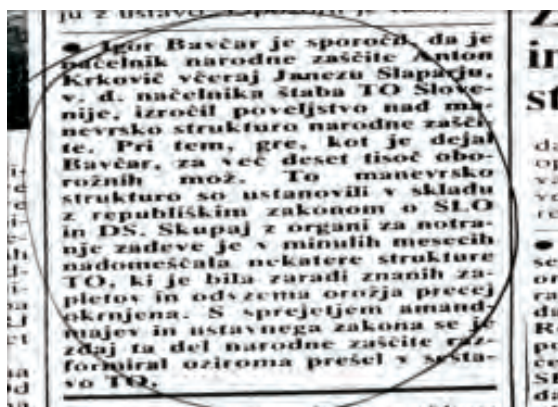 ju z ustavo.
● Igor Bavčar je sporočil, da je
načelnik narodne zaščite Anton
Krkovič včeraj Janezu Slaparju,
v. d. načelnika štaba TO Slove-
nije, izročil poveljstvo nad ma-
nevrsko strukturo narodne zašči-
te. Pri tem, gre, kot je dejal
Bavčar, za več deset tisoč obo-
rožnih mož. To manevrsko
strukturo so ustanovili v skladu
z republiškim zakonom o SLO
in DS. Skupaj z organi za notra-
nje zadeve je v minulih mesecih
nadomeščala nekatere strukture
TO, ki je bila zaradi znanih za-
pletov in odvzema orožja precej
okrnjena. S sprejetjem amand-
majev in ustavnega zakona se je
zdaj ta del narodne zaščite raz-
formiral oziroma prešel v sesta-
vo TO.